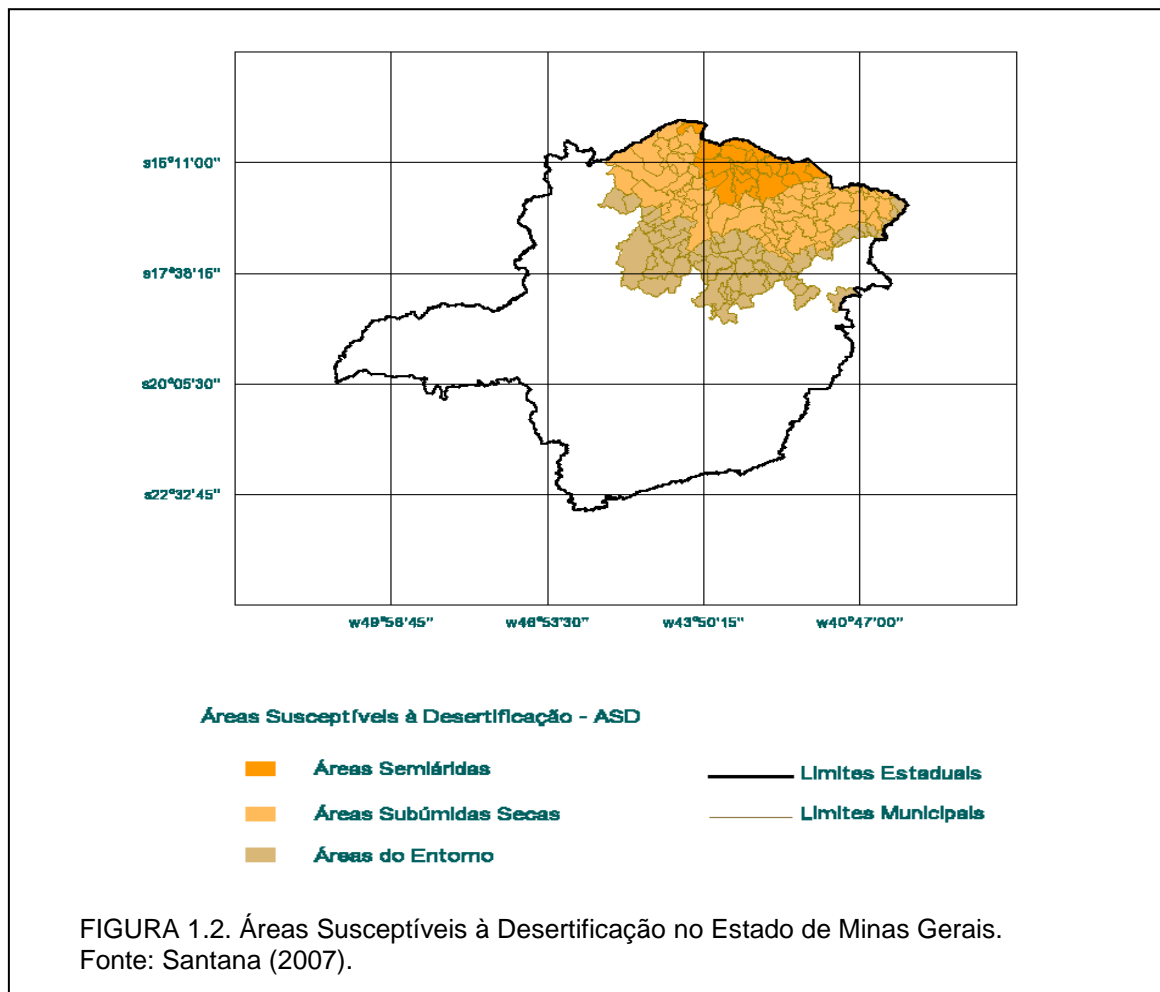 s15°11'00"
s17°38'15"
s20°05'30"
s22°32'45"
w49°56'45"
w46°53'30"
w43°50'15"
w40°47'00"
Áreas Susceptíveis à Desertificação - ASD
Áreas Semiáridas
Limites Estaduais
Áreas Subúmidas Secas
Limites Municipais
Áreas do Entorno
FIGURA 1.2. Áreas Susceptíveis à Desertificação no Estado de Minas Gerais.
Fonte: Santana (2007).